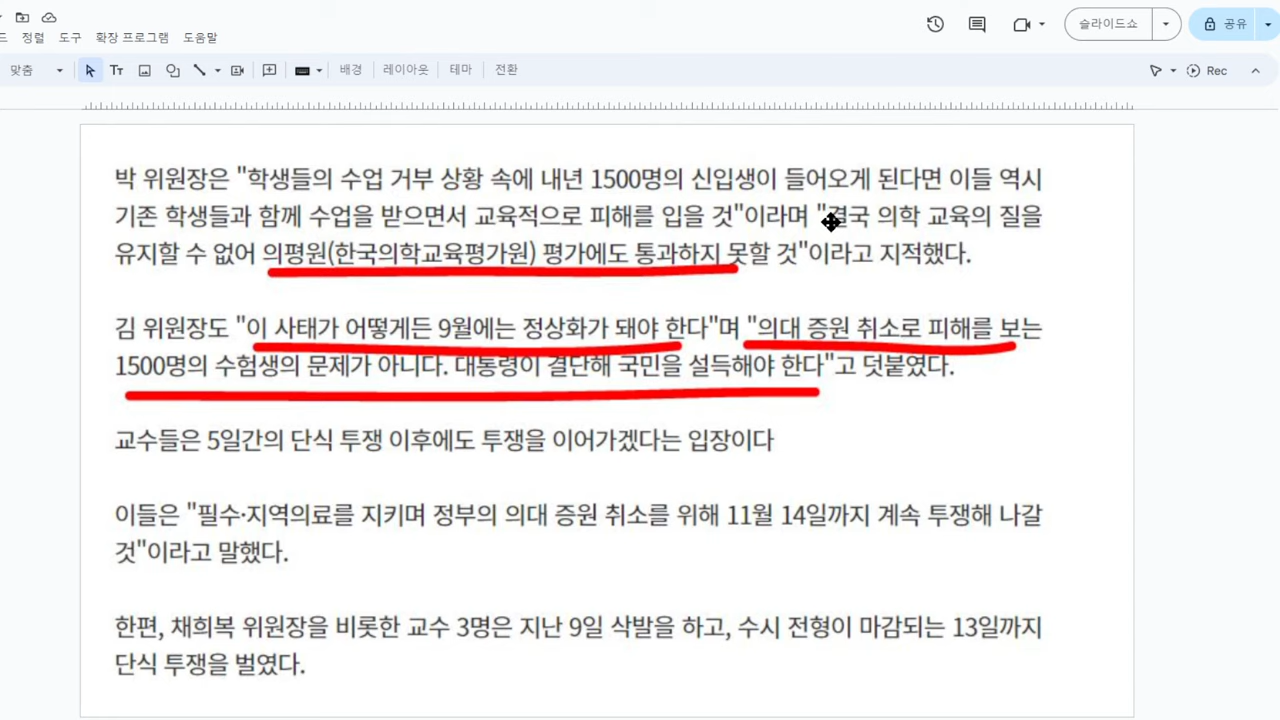 드 정렬 도구 확장 프로그램 도움말
슬라이드쇼
공유
맞춤
배경 레이아웃 테마 전환
Rec
박 위원장은 "학생들의 수업 거부 상황 속에 내년 1500명의 신입생이 들어오게 된다면 이들 역시
기존 학생들과 함께 수업을 받으면서 교육적으로 피해를 입을 것"이라며 "결국 의학 교육의 질을
유지할 수 없어 의평원(한국의학교육평가원) 평가에도 통과하지 못할 것"이라고 지적했다.
김 위원장도 "이 사태가 어떻게든 9월에는 정상화가 돼야 한다"며 "의대 증원 취소로 피해를 보는
1500명의 수험생의 문제가 아니다. 대통령이 결단해 국민을 설득해야 한다"고 덧붙였다.
교수들은 5일간의 단식 투쟁 이후에도 투쟁을 이어가겠다는 입장이다
이들은 "필수·지역의료를 지키며 정부의 의대 증원 취소를 위해 11월 14일까지 계속 투쟁해 나갈
것"이라고 말했다.
한편, 채희복 위원장을 비롯한 교수 3명은 지난 9일 삭발을 하고, 수시 전형이 마감되는 13일까지
단식 투쟁을 벌였다.